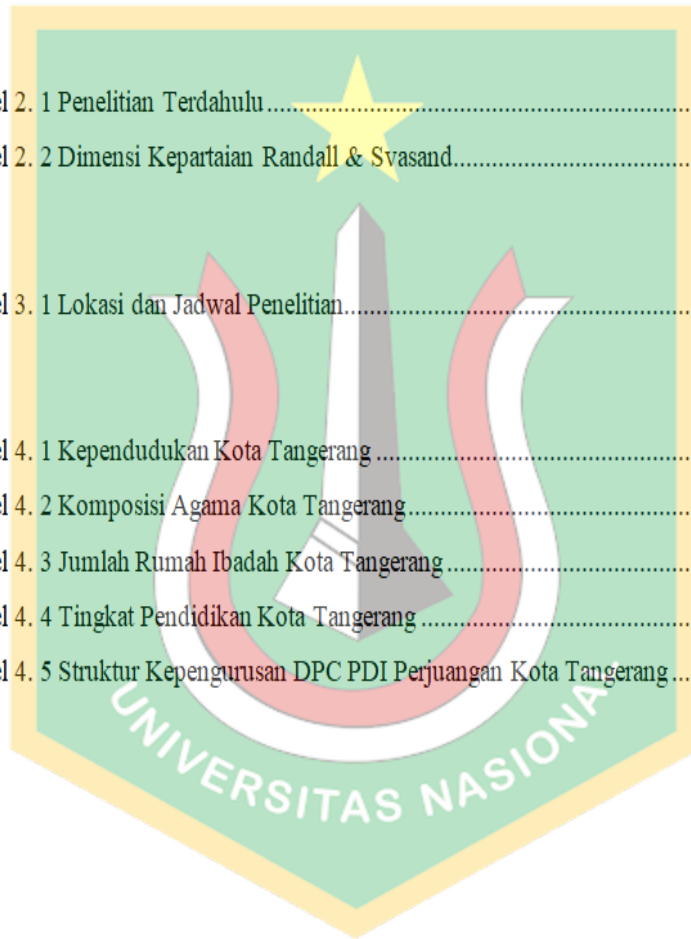 el 2. 1 Penelitian Terdahulu......................................................................................
el 2. 2 Dimensi Kepartaian Randall & Svasand................................................
el 3. 1 Lokasi dan Jadwal Penelitian.....................................................................
el 4. 1 Kependudukan Kota Tangerang ...............................................................
el 4. 2 Komposisi Agama Kota Tangerang.........................................................
el 4. 3 Jumlah Rumah Ibadah Kota Tangerang .................................................
el 4. 4 Tingkat Pendidikan Kota Tangerang ......................................................
el 4. 5 Struktur Kepengurusan DPC PDI Perjuangan Kota Tangerang ...
UNIVERSITAS NASIONA